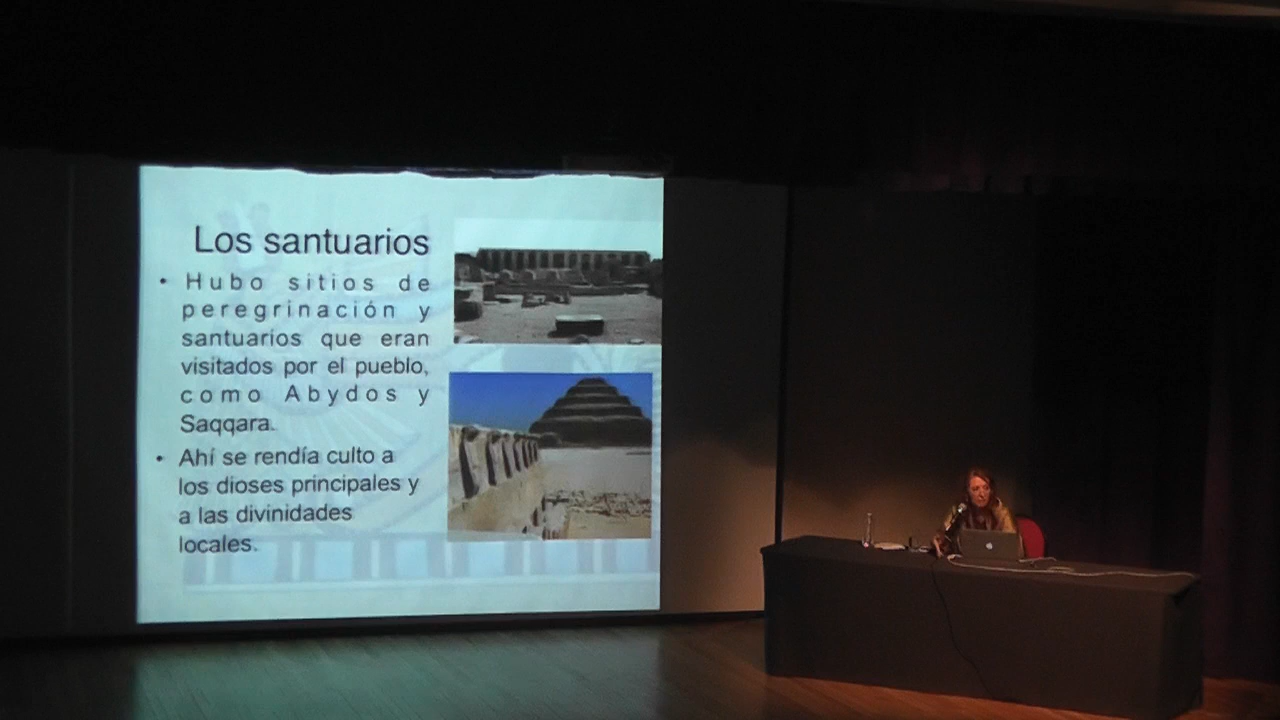 Los santuarios
• Hubo sitios de
peregrinación y
santuarios que eran
visitados por el pueblo,
como Abydos y
Saqqara.
• Ahí se rendía culto a
los dioses principales y
a las divinidades
locales.